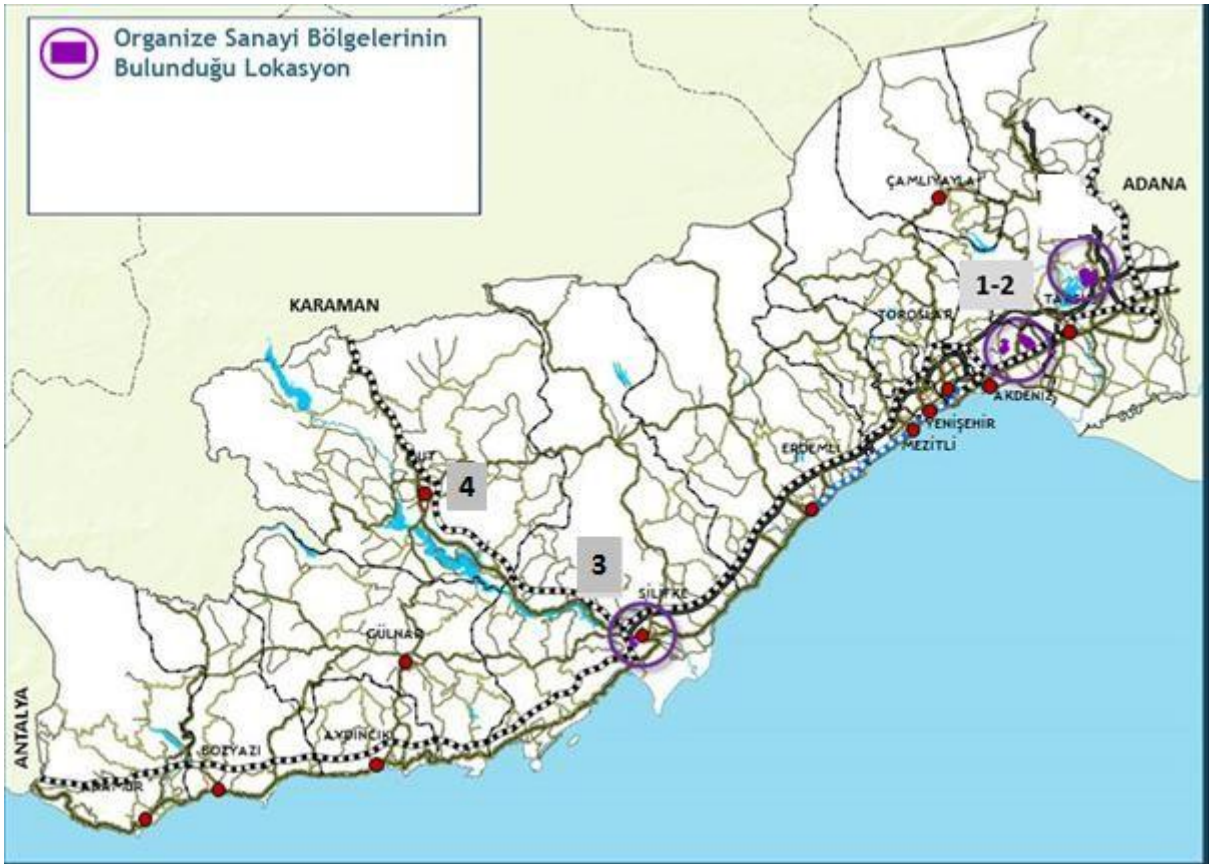 Organize Sanayi Bölgelerinin
Bulunduğu Lokasyon
ÇAMLIYAYLA
ADANA
1-2
KARAMAN
TOROSLAR
AKDENİZ
YENİŞEHİR
MEZİTLİ
ERDEMLİ
4
3
SİLİFKE
GÜLNAR
ANTALYA
AYDINCIK
BOZYAZI